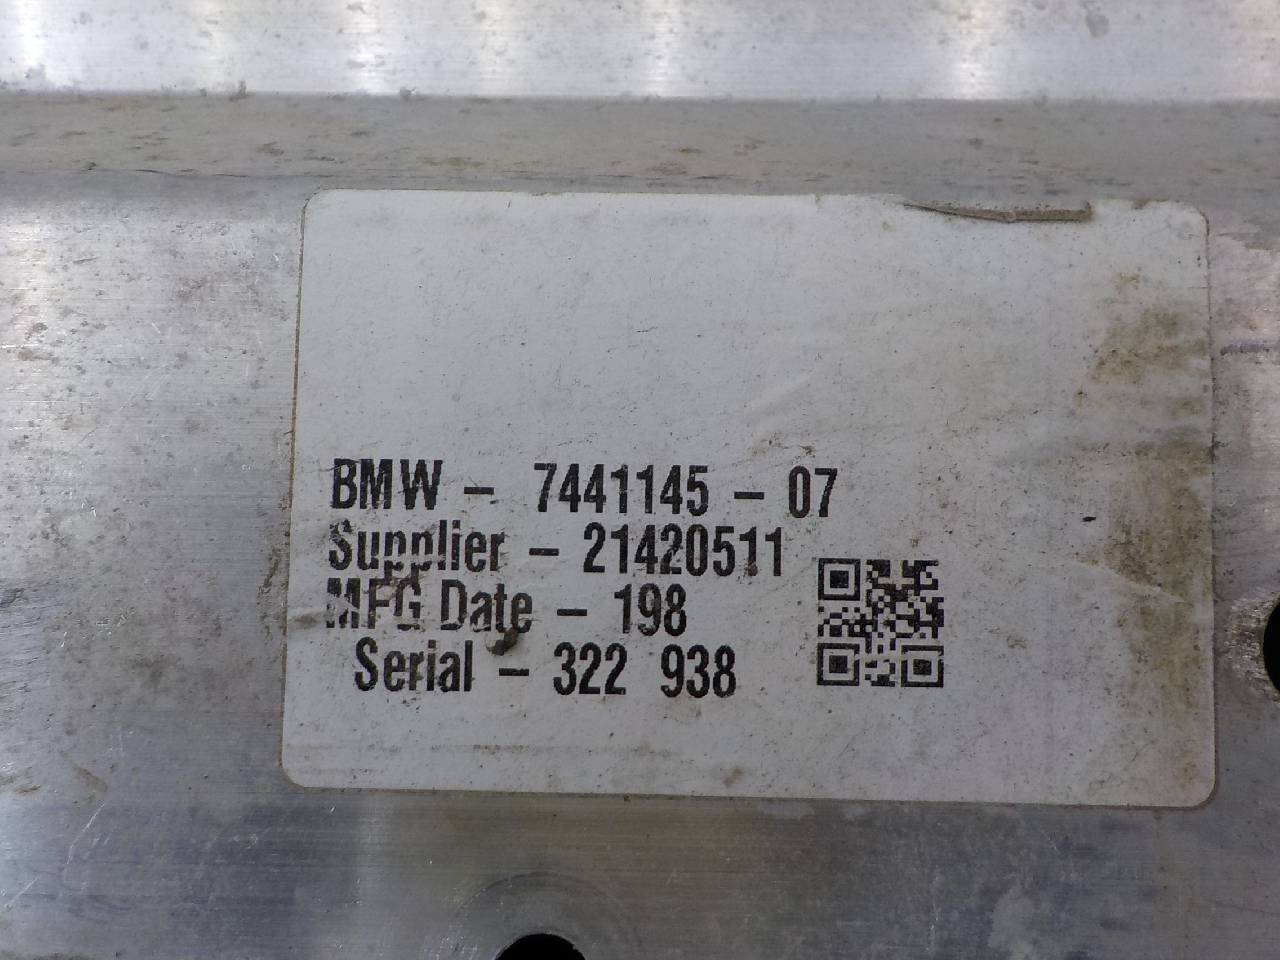 BMW - 7441145 - 07
Supplier - 21420511
MFG Date - 198
Serial - 322 938